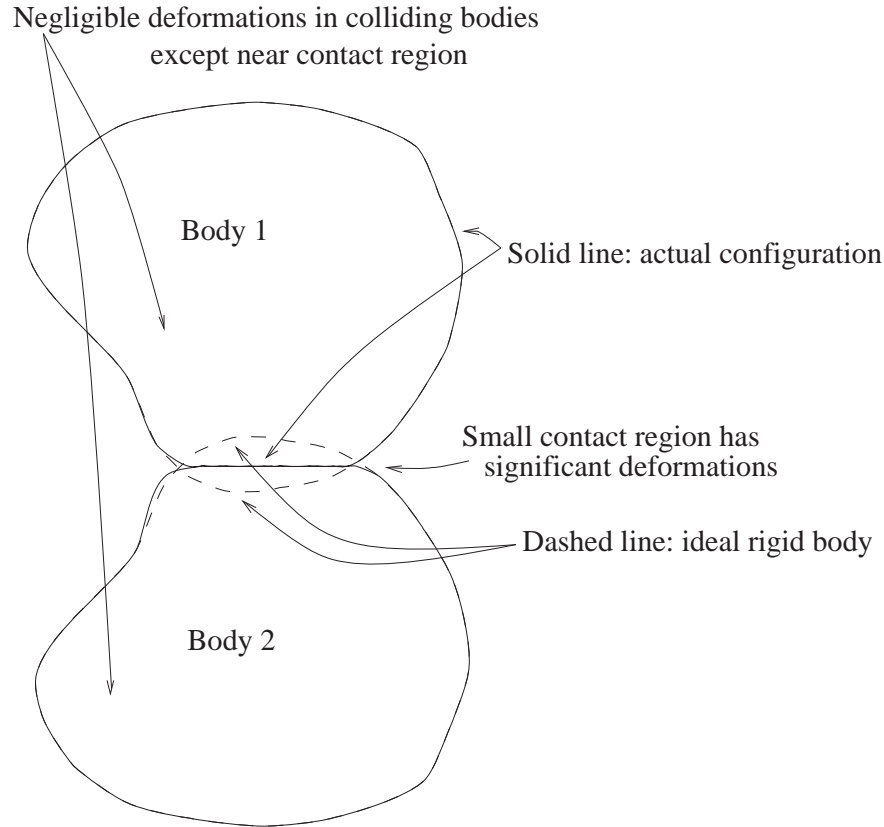 Negligible deformations in colliding bodies
except near contact region
Body 1
Solid line: actual configuration
Small contact region has
significant deformations
Dashed line: ideal rigid body
Body 2